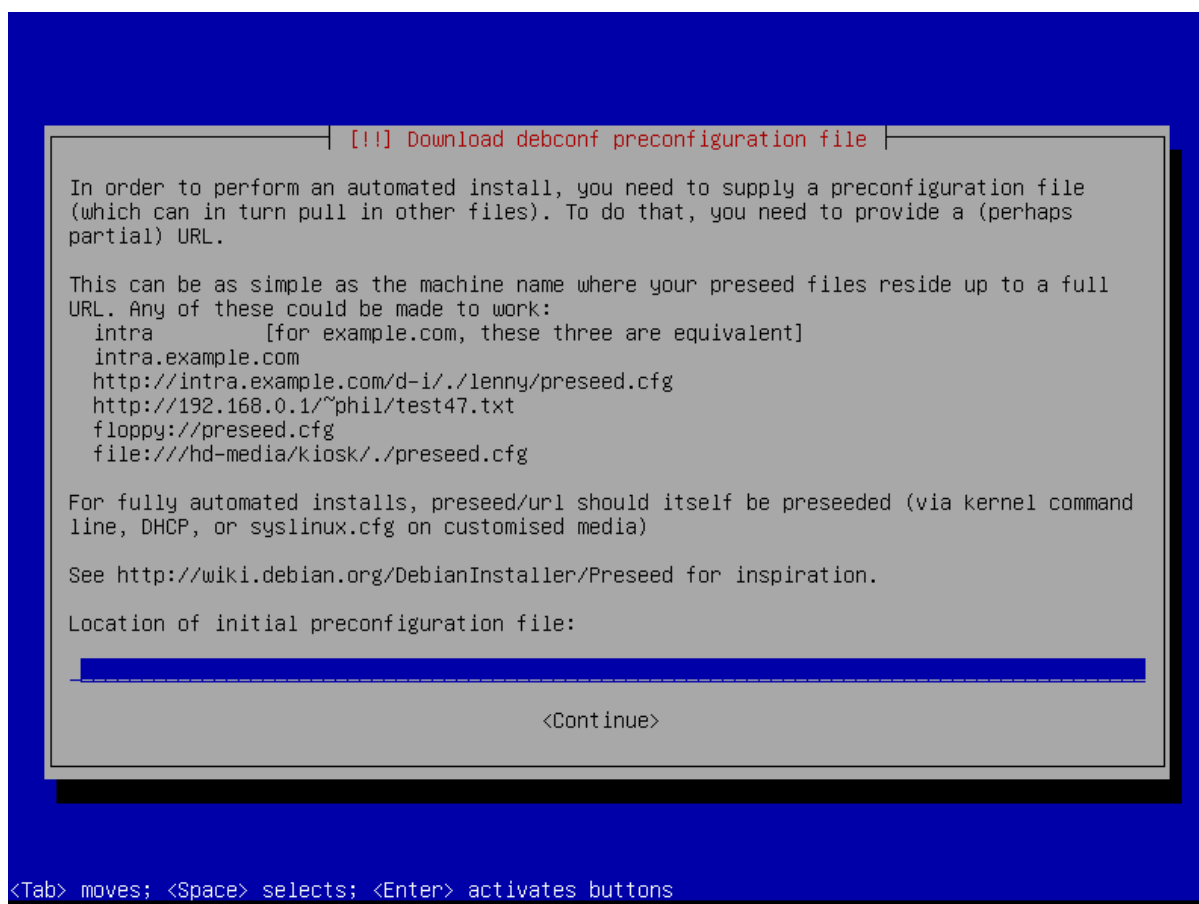 [!!] Download debconf preconfiguration file
In order to perform an automated install, you need to supply a preconfiguration file
(which can in turn pull in other files). To do that, you need to provide a (perhaps
partial) URL.
This can be as simple as the machine name where your preseed files reside up to a full
URL. Any of these could be made to work:
intra [for example.com, these three are equivalent]
intra.example.com
http://intra.example.com/d-i/./lenny/preseed.cfg
http://192.168.0.1/~phil/test47.txt
floppy://preseed.cfg
file:///hd-media/kiosk/./preseed.cfg
For fully automated installs, preseed/url should itself be preseeded (via kernel command
line, DHCP, or syslinux.cfg on customised media)
See http://wiki.debian.org/DebianInstaller/Preseed for inspiration.
Location of initial preconfiguration file:
<Continue>
<Tab> moves; <Space> selects; <Enter> activates buttons